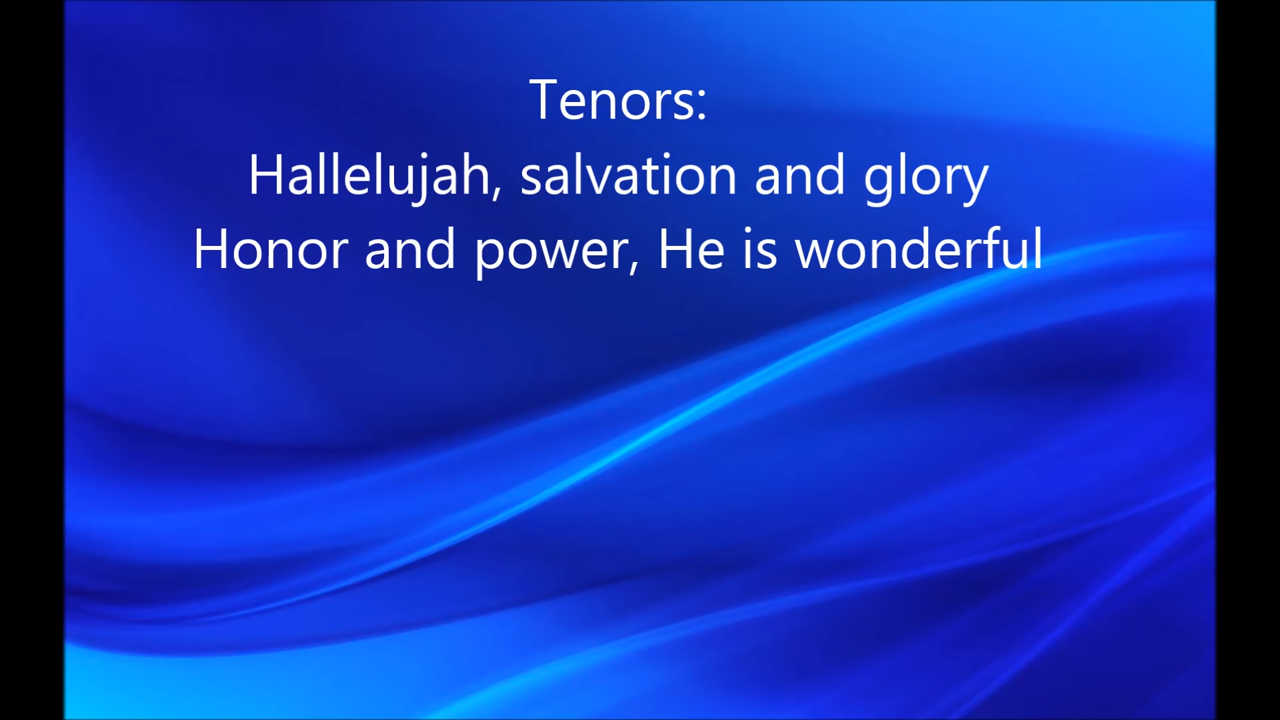 Tenors:
Hallelujah, salvation and glory
Honor and power, He is wonderful